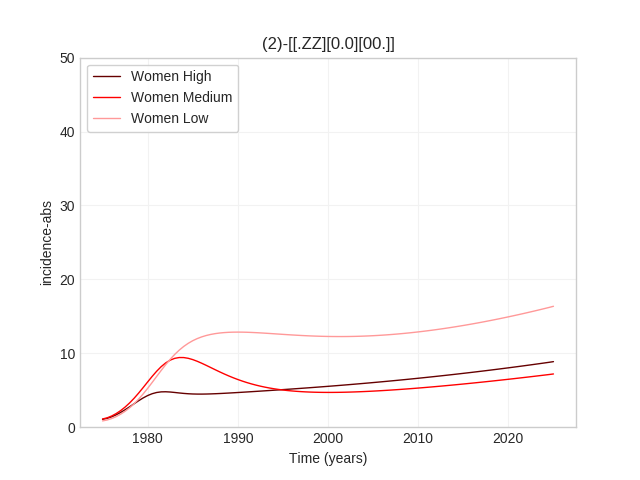 (2)-[[.ZZ][0.0][00.]]
Women High
Women Medium
Women Low
50
40
30
20
10
0
incidence-abs
1980
1990
2000
2010
2020
Time (years)